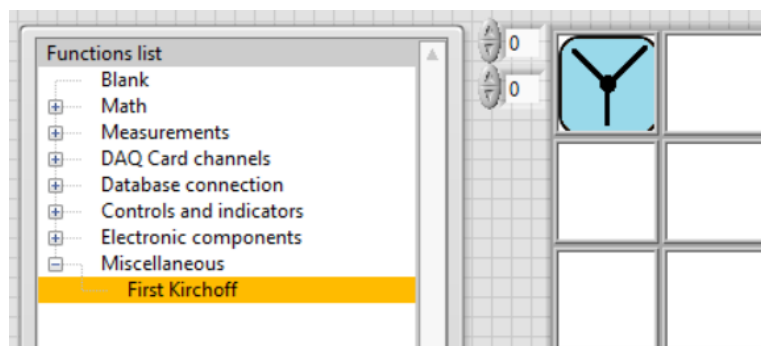 Functions list
Blank
Math
Measurements
DAQ Card channels
Database connection
Controls and indicators
Electronic components
Miscellaneous
First Kirchoff
0
0